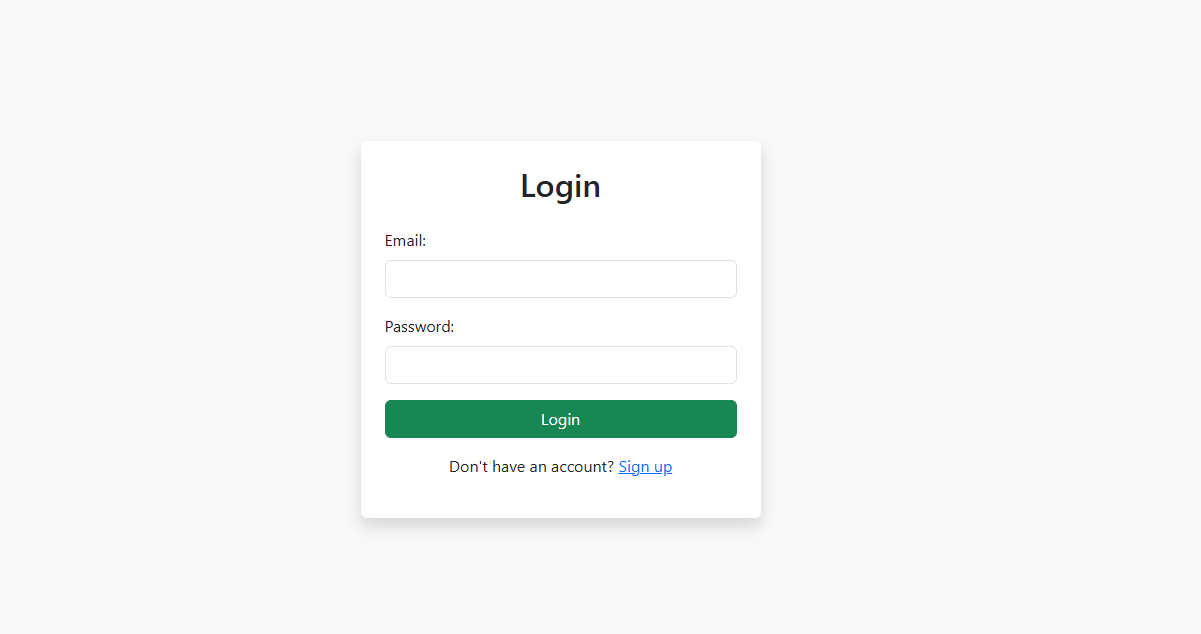 Login
Email:
Password:
Login
Don't have an account? Sign up